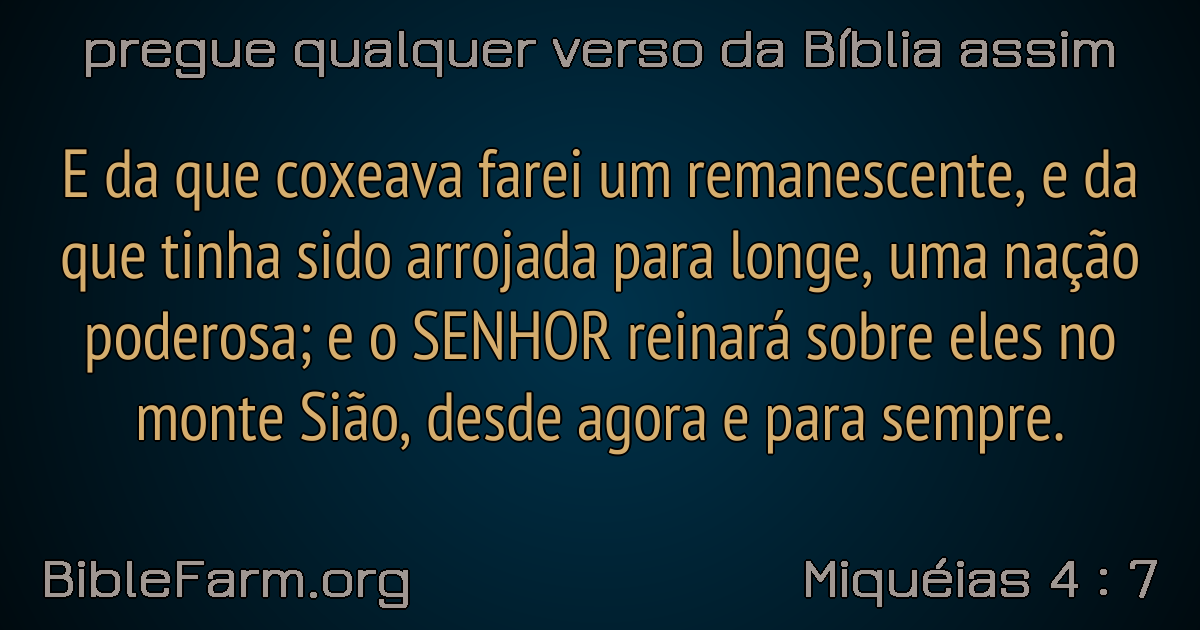 pregue qualquer verso da Bíblia assim
E da que coxeava farei um remanescente, e da
que tinha sido arrojada para longe, uma nação
poderosa; e o SENHOR reinará sobre eles no
monte Sião, desde agora e para sempre.
BibleFarm.org
Miquéias 4 : 7